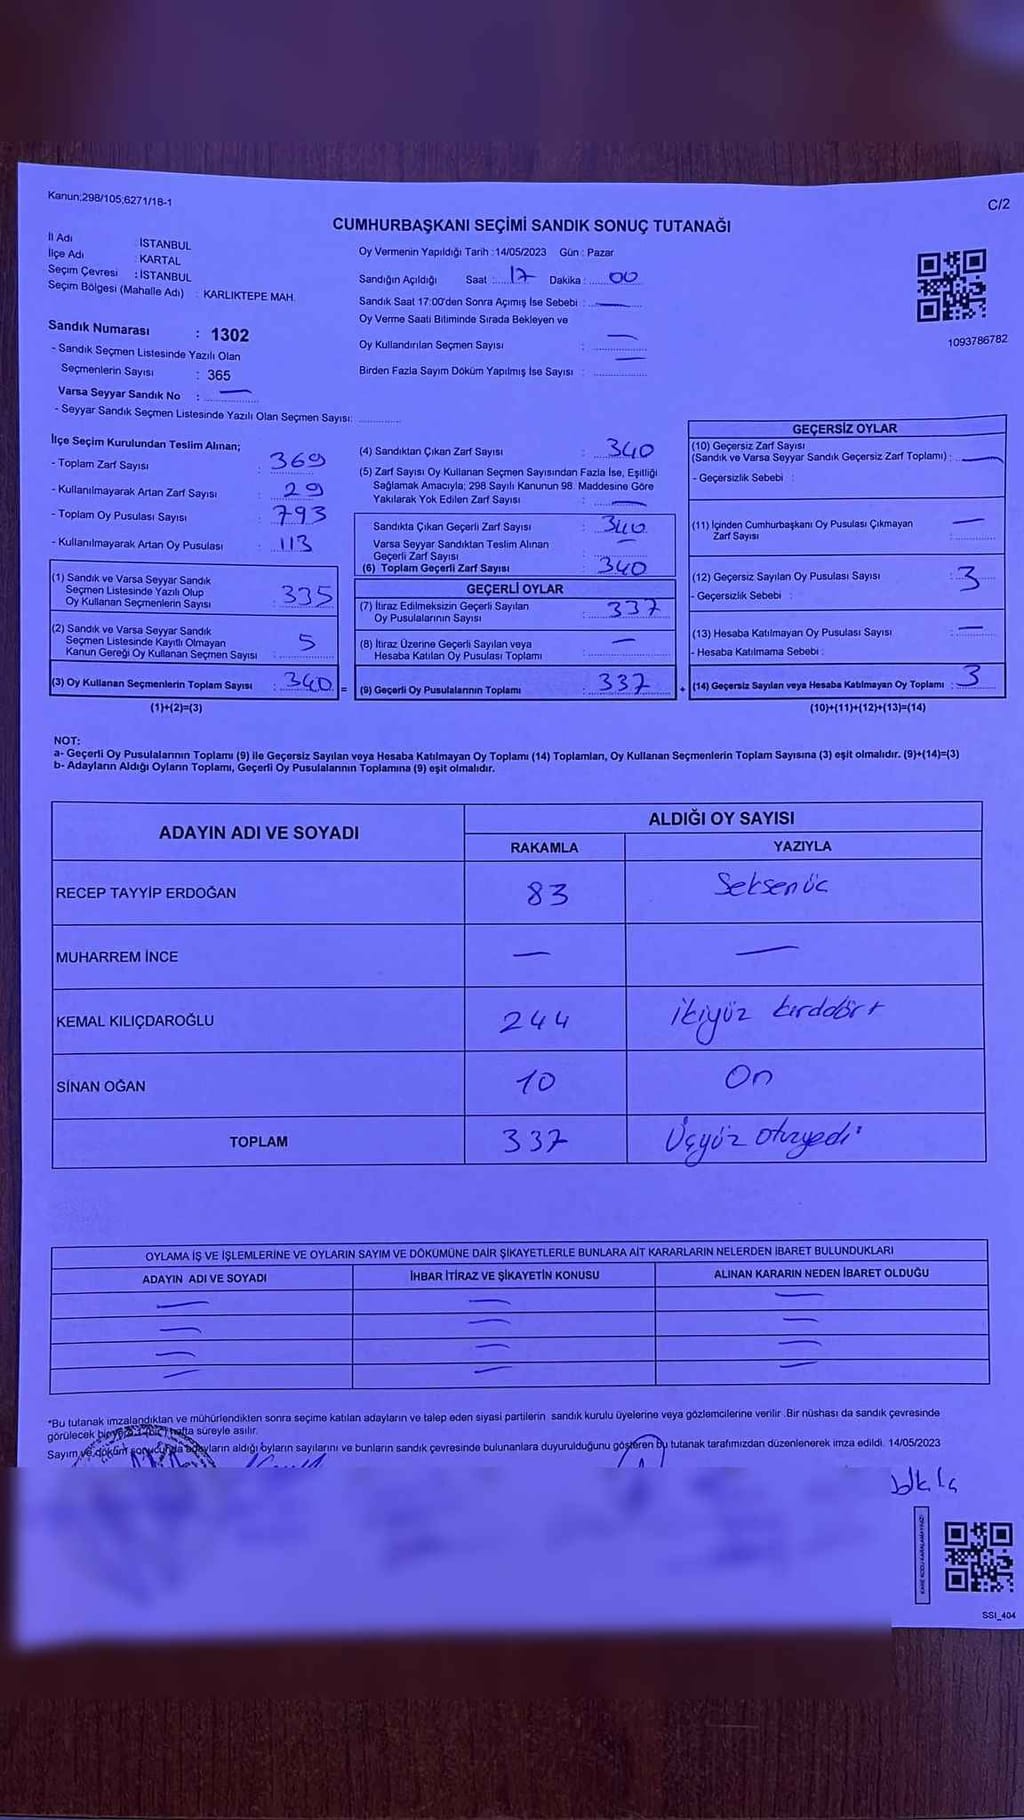 Kanun:298/105;6271/18-1
C/2
CUMHURBAŞKANI SEÇİMİ SANDIK SONUÇ TUTANAĞI
İl Adı : İSTANBUL
İlçe Adı : KARTAL
Seçim Çevresi : İSTANBUL
Seçim Bölgesi (Mahalle Adı) : KARLIKTEPE MAH.
Sandık Numarası : 1302
- Sandık Seçmen Listesinde Yazılı Olan
Seçmenlerin Sayısı : 365
Varsa Seyyar Sandık No : —
- Seyyar Sandık Seçmen Listesinde Yazılı Olan Seçmen Sayısı:
Oy Vermenin Yapıldığı Tarih : 14/05/2023 Gün : Pazar
Sandığın Açıldığı Saat : 17 Dakika : 00
Sandık Saat 17:00'den Sonra Açımış İse Sebebi : —
Oy Verme Saati Bitiminde Sırada Bekleyen ve
Oy Kullandırılan Seçmen Sayısı : —
Birden Fazla Sayım Döküm Yapılmış İse Sayısı : —
1093786782
İlçe Seçim Kurulundan Teslim Alınan;
- Toplam Zarf Sayısı : 369
- Kullanılmayarak Artan Zarf Sayısı : 29
- Toplam Oy Pusulası Sayısı : 793
- Kullanılmayarak Artan Oy Pusulası : 113
(1) Sandık ve Varsa Seyyar Sandık
Seçmen Listesinde Yazılı Olup
Oy Kullanan Seçmenlerin Sayısı : 335
(2) Sandık ve Varsa Seyyar Sandık
Seçmen Listesinde Kayıtlı Olmayan
Kanun Gereği Oy Kullanan Seçmen Sayısı : 5
(3) Oy Kullanan Seçmenlerin Toplam Sayısı : 340 =
(1)+(2)=(3)
(4) Sandıktan Çıkan Zarf Sayısı : 340
(5) Zarf Sayısı Oy Kullanan Seçmen Sayısından Fazla İse, Eşitliği
Sağlamak Amacıyla; 298 Sayılı Kanunun 98. Maddesine Göre
Yakılarak Yok Edilen Zarf Sayısı : —
Sandıkta Çıkan Geçerli Zarf Sayısı : 340
Varsa Seyyar Sandıktan Teslim Alınan
Geçerli Zarf Sayısı : —
(6) Toplam Geçerli Zarf Sayısı : 340
GEÇERLİ OYLAR
(7) İtiraz Edilmeksizin Geçerli Sayılan
Oy Pusulalarının Sayısı : 337
(8) İtiraz Üzerine Geçerli Sayılan veya
Hesaba Katılan Oy Pusulası Toplamı : —
(9) Geçerli Oy Pusulalarının Toplamı : 337 +
GEÇERSİZ OYLAR
(10) Geçersiz Zarf Sayısı
(Sandık ve Varsa Seyyar Sandık Geçersiz Zarf Toplamı) : —
- Geçersizlik Sebebi :
(11) İçinden Cumhurbaşkanı Oy Pusulası Çıkmayan
Zarf Sayısı : —
(12) Geçersiz Sayılan Oy Pusulası Sayısı : 3
- Geçersizlik Sebebi :
(13) Hesaba Katılmayan Oy Pusulası Sayısı : —
- Hesaba Katılmama Sebebi :
(14) Geçersiz Sayılan veya Hesaba Katılmayan Oy Toplamı : 3
(10)+(11)+(12)+(13)=(14)
NOT:
a- Geçerli Oy Pusulalarının Toplamı (9) ile Geçersiz Sayılan veya Hesaba Katılmayan Oy Toplamı (14) Toplamları, Oy Kullanan Seçmenlerin Toplam Sayısına (3) eşit olmalıdır. (9)+(14)=(3)
b- Adayların Aldığı Oyların Toplamı, Geçerli Oy Pusulalarının Toplamına (9) eşit olmalıdır.
ADAYIN ADI VE SOYADI
ALDIĞI OY SAYISI
RAKAMLA YAZIYLA
RECEP TAYYİP ERDOĞAN 83 Seksenüç
MUHARREM İNCE — —
KEMAL KILIÇDAROĞLU 244 İkiyüz kırkdört
SİNAN OĞAN 10 On
TOPLAM 337 Üçyüz otuzyedi
OYLAMA İŞ VE İŞLEMLERİNE VE OYLARIN SAYIM VE DÖKÜMÜNE DAİR ŞİKAYETLERLE BUNLARA AİT KARARLARIN NELERDEN İBARET BULUNDUKLARI
ADAYIN ADI VE SOYADI İHBAR İTİRAZ VE ŞİKAYETİN KONUSU ALINAN KARARIN NEDEN İBARET OLDUĞU
— — —
— — —
— — —
— — —
*Bu tutanak imzalandıktan ve mühürlendikten sonra seçime katılan adayların ve talep eden siyasi partilerin sandık kurulu üyelerine veya gözlemcilerine verilir .Bir nüshası da sandık çevresinde
görülecek bir yere 1 (bir) hafta süreyle asılır.
Sayım ve döküm sonucunda adayların aldığı oyların sayılarını ve bunların sandık çevresinde bulunanlara duyurulduğunu gösteren bu tutanak tarafımızdan düzenlenerek imza edildi. 14/05/2023
KARE KODU KARALAMAYINIZ!
SSI_404